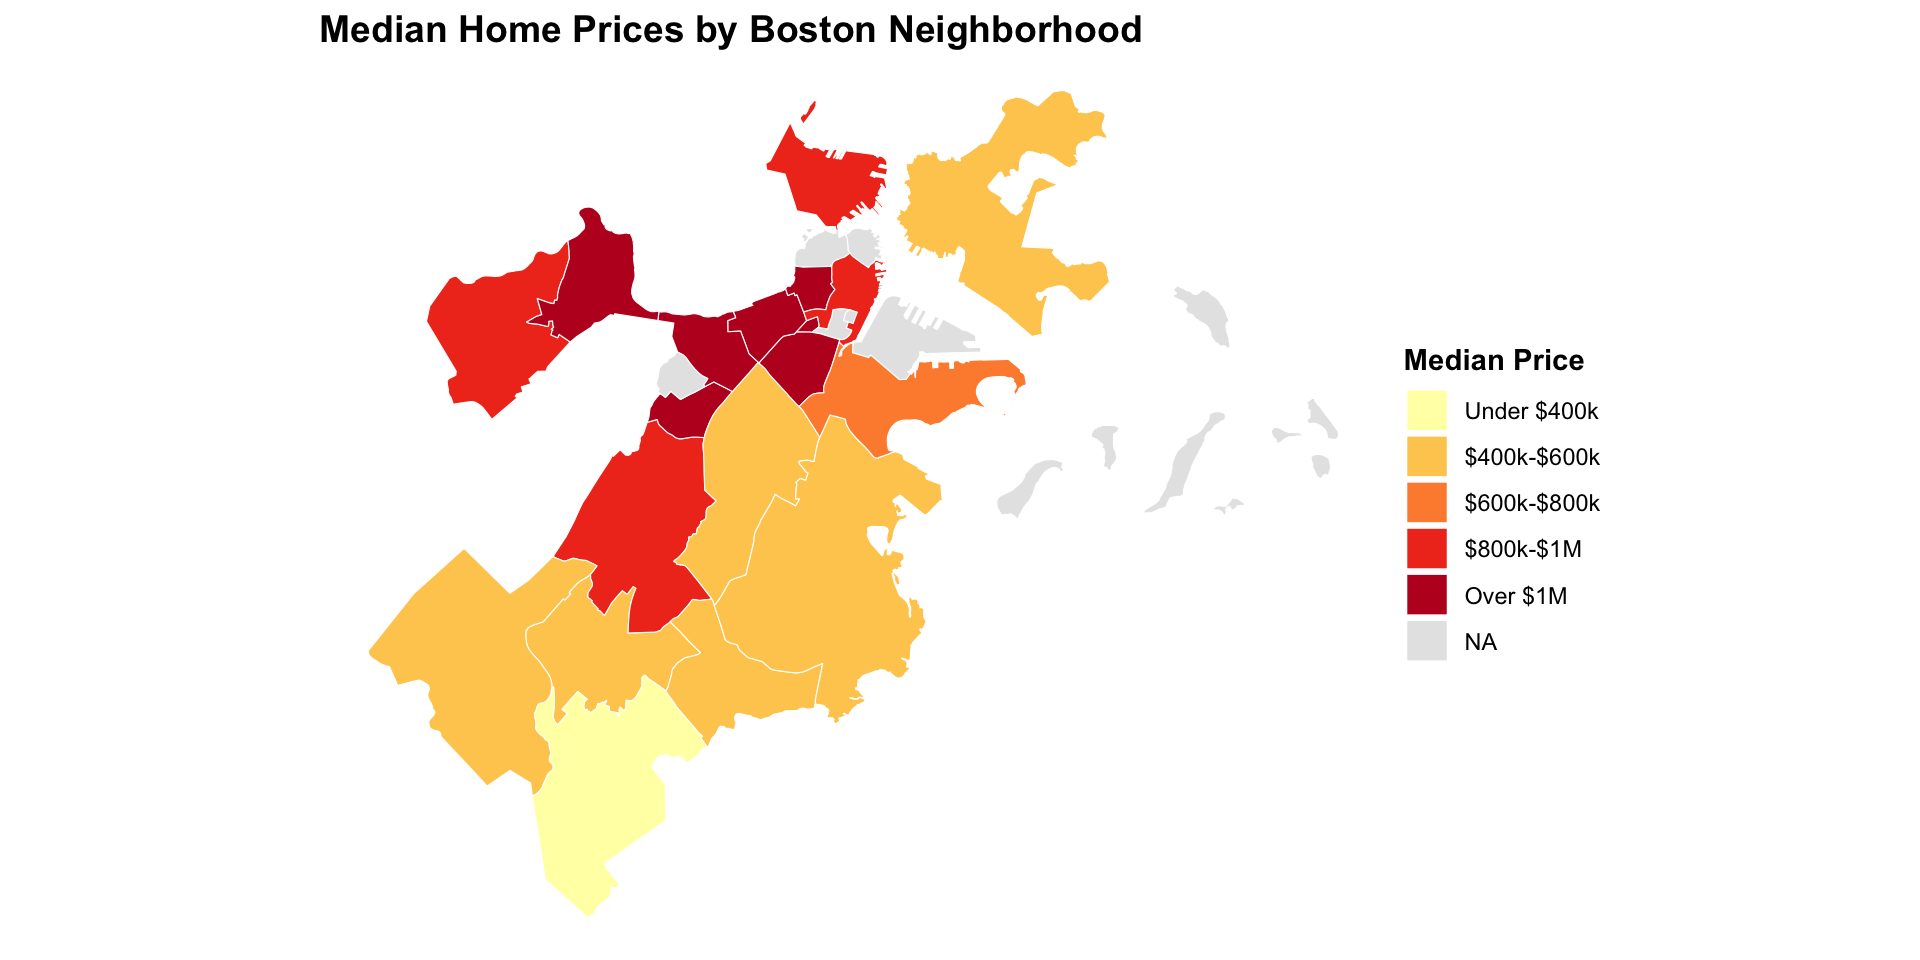 Median Home Prices by Boston Neighborhood
Median Price
Under $400k
$400k-$600k
$600k-$800k
$800k-$1M
Over $1M
NA